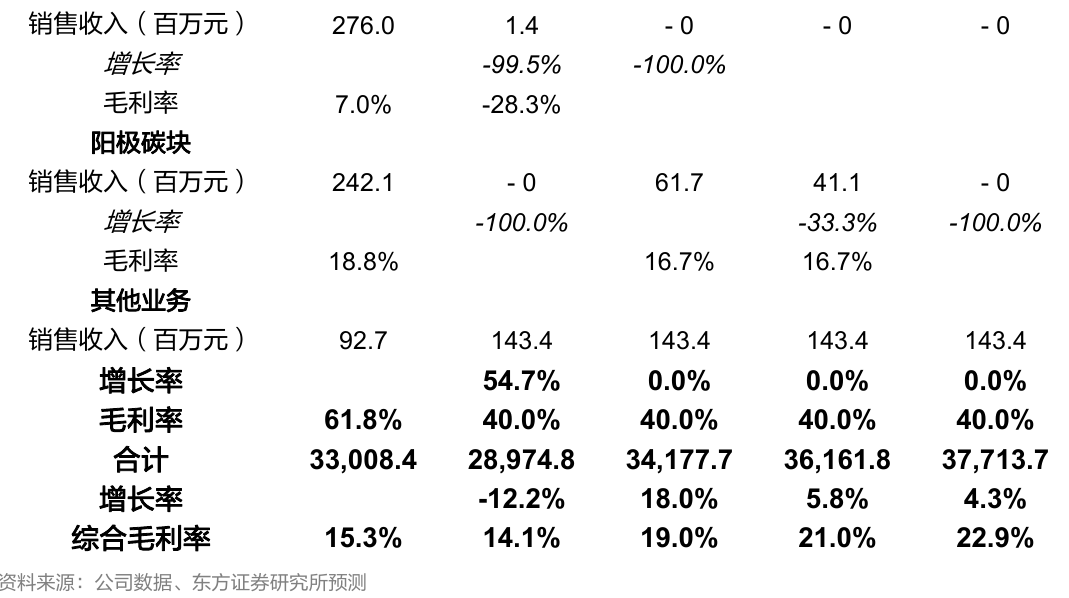 销售收入（百万元） 276.0 1.4 - 0 - 0 - 0
增长率 -99.5% -100.0%
毛利率 7.0% -28.3%
阳极碳块
销售收入（百万元） 242.1 - 0 61.7 41.1 - 0
增长率 -100.0% -33.3% -100.0%
毛利率 18.8% 16.7% 16.7%
其他业务
销售收入（百万元） 92.7 143.4 143.4 143.4 143.4
增长率 54.7% 0.0% 0.0% 0.0%
毛利率 61.8% 40.0% 40.0% 40.0% 40.0%
合计 33,008.4 28,974.8 34,177.7 36,161.8 37,713.7
增长率 -12.2% 18.0% 5.8% 4.3%
综合毛利率 15.3% 14.1% 19.0% 21.0% 22.9%
资料来源：公司数据、东方证券研究所预测